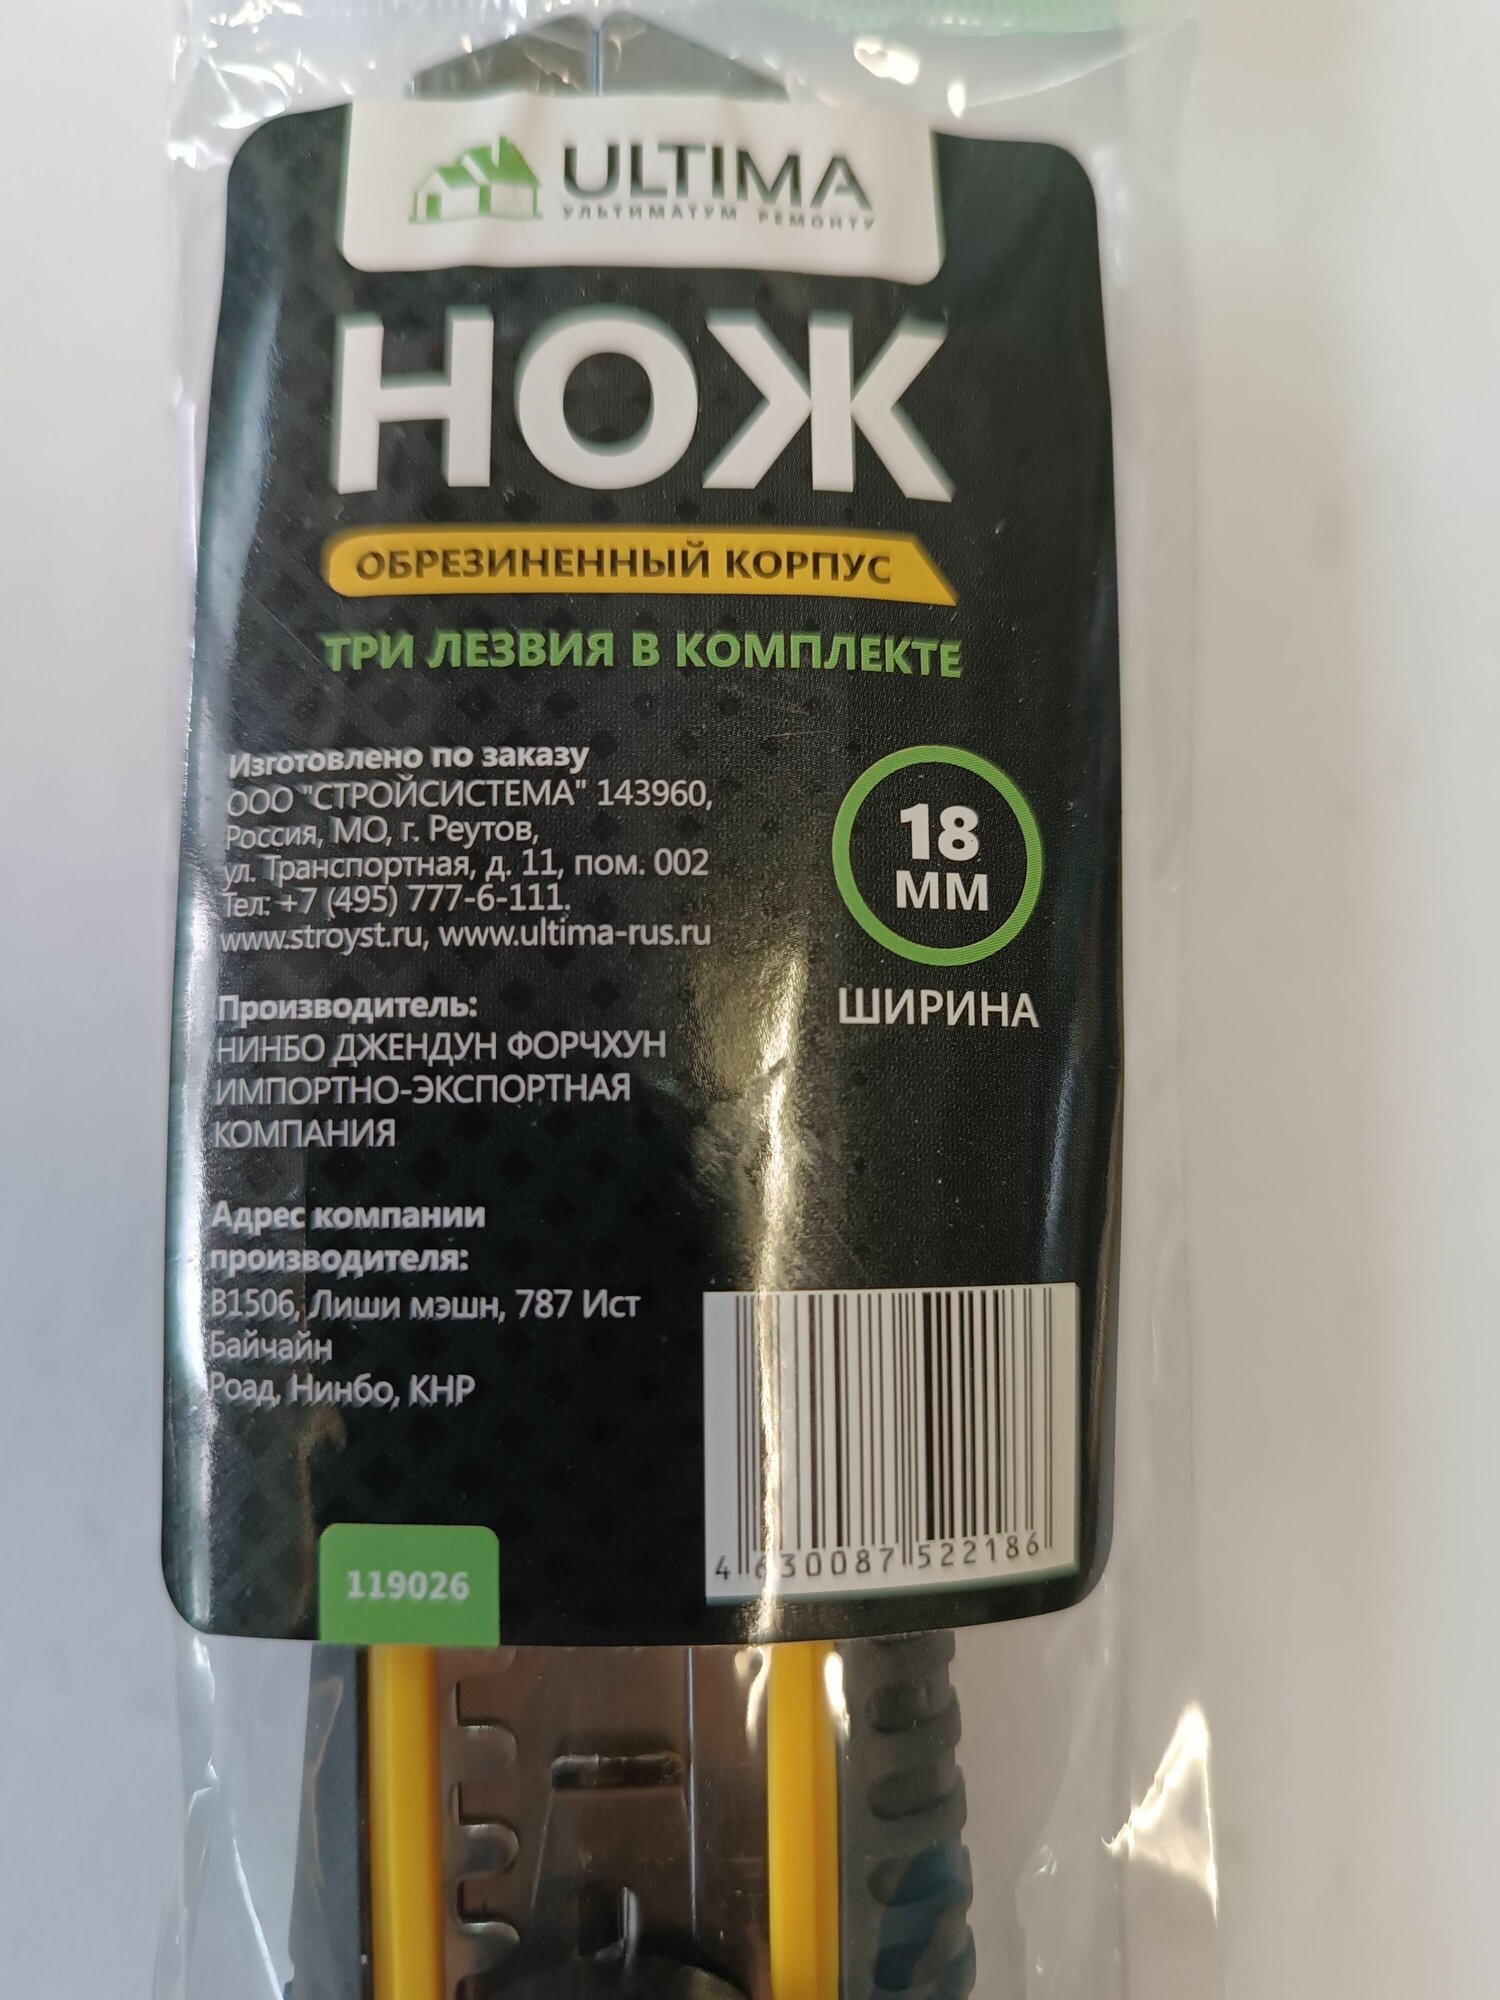 ULTIMA
УЛЬТИМАТУМ РЕМОНТУ
НОЖ
ОБРЕЗИНЕННЫЙ КОРПУС
ТРИ ЛЕЗВИЯ В КОМПЛЕКТЕ
Изготовлено по заказу
ООО "СТРОЙСИСТЕМА" 143960,
Россия, МО, г. Реутов,
ул. Транспортная, д. 11, пом. 002
Тел: +7 (495) 777-6-111.
www.stroyst.ru, www.ultima-rus.ru
18
ММ
ШИРИНА
Производитель:
НИНБО ДЖЕНДУН ФОРЧХУН
ИМПОРТНО-ЭКСПОРТНАЯ
КОМПАНИЯ
Адрес компании
производителя:
В1506, Лиши мэшн, 787 Ист
Байчайн
Роад, Нинбо, КНР
4 630087 522186
119026